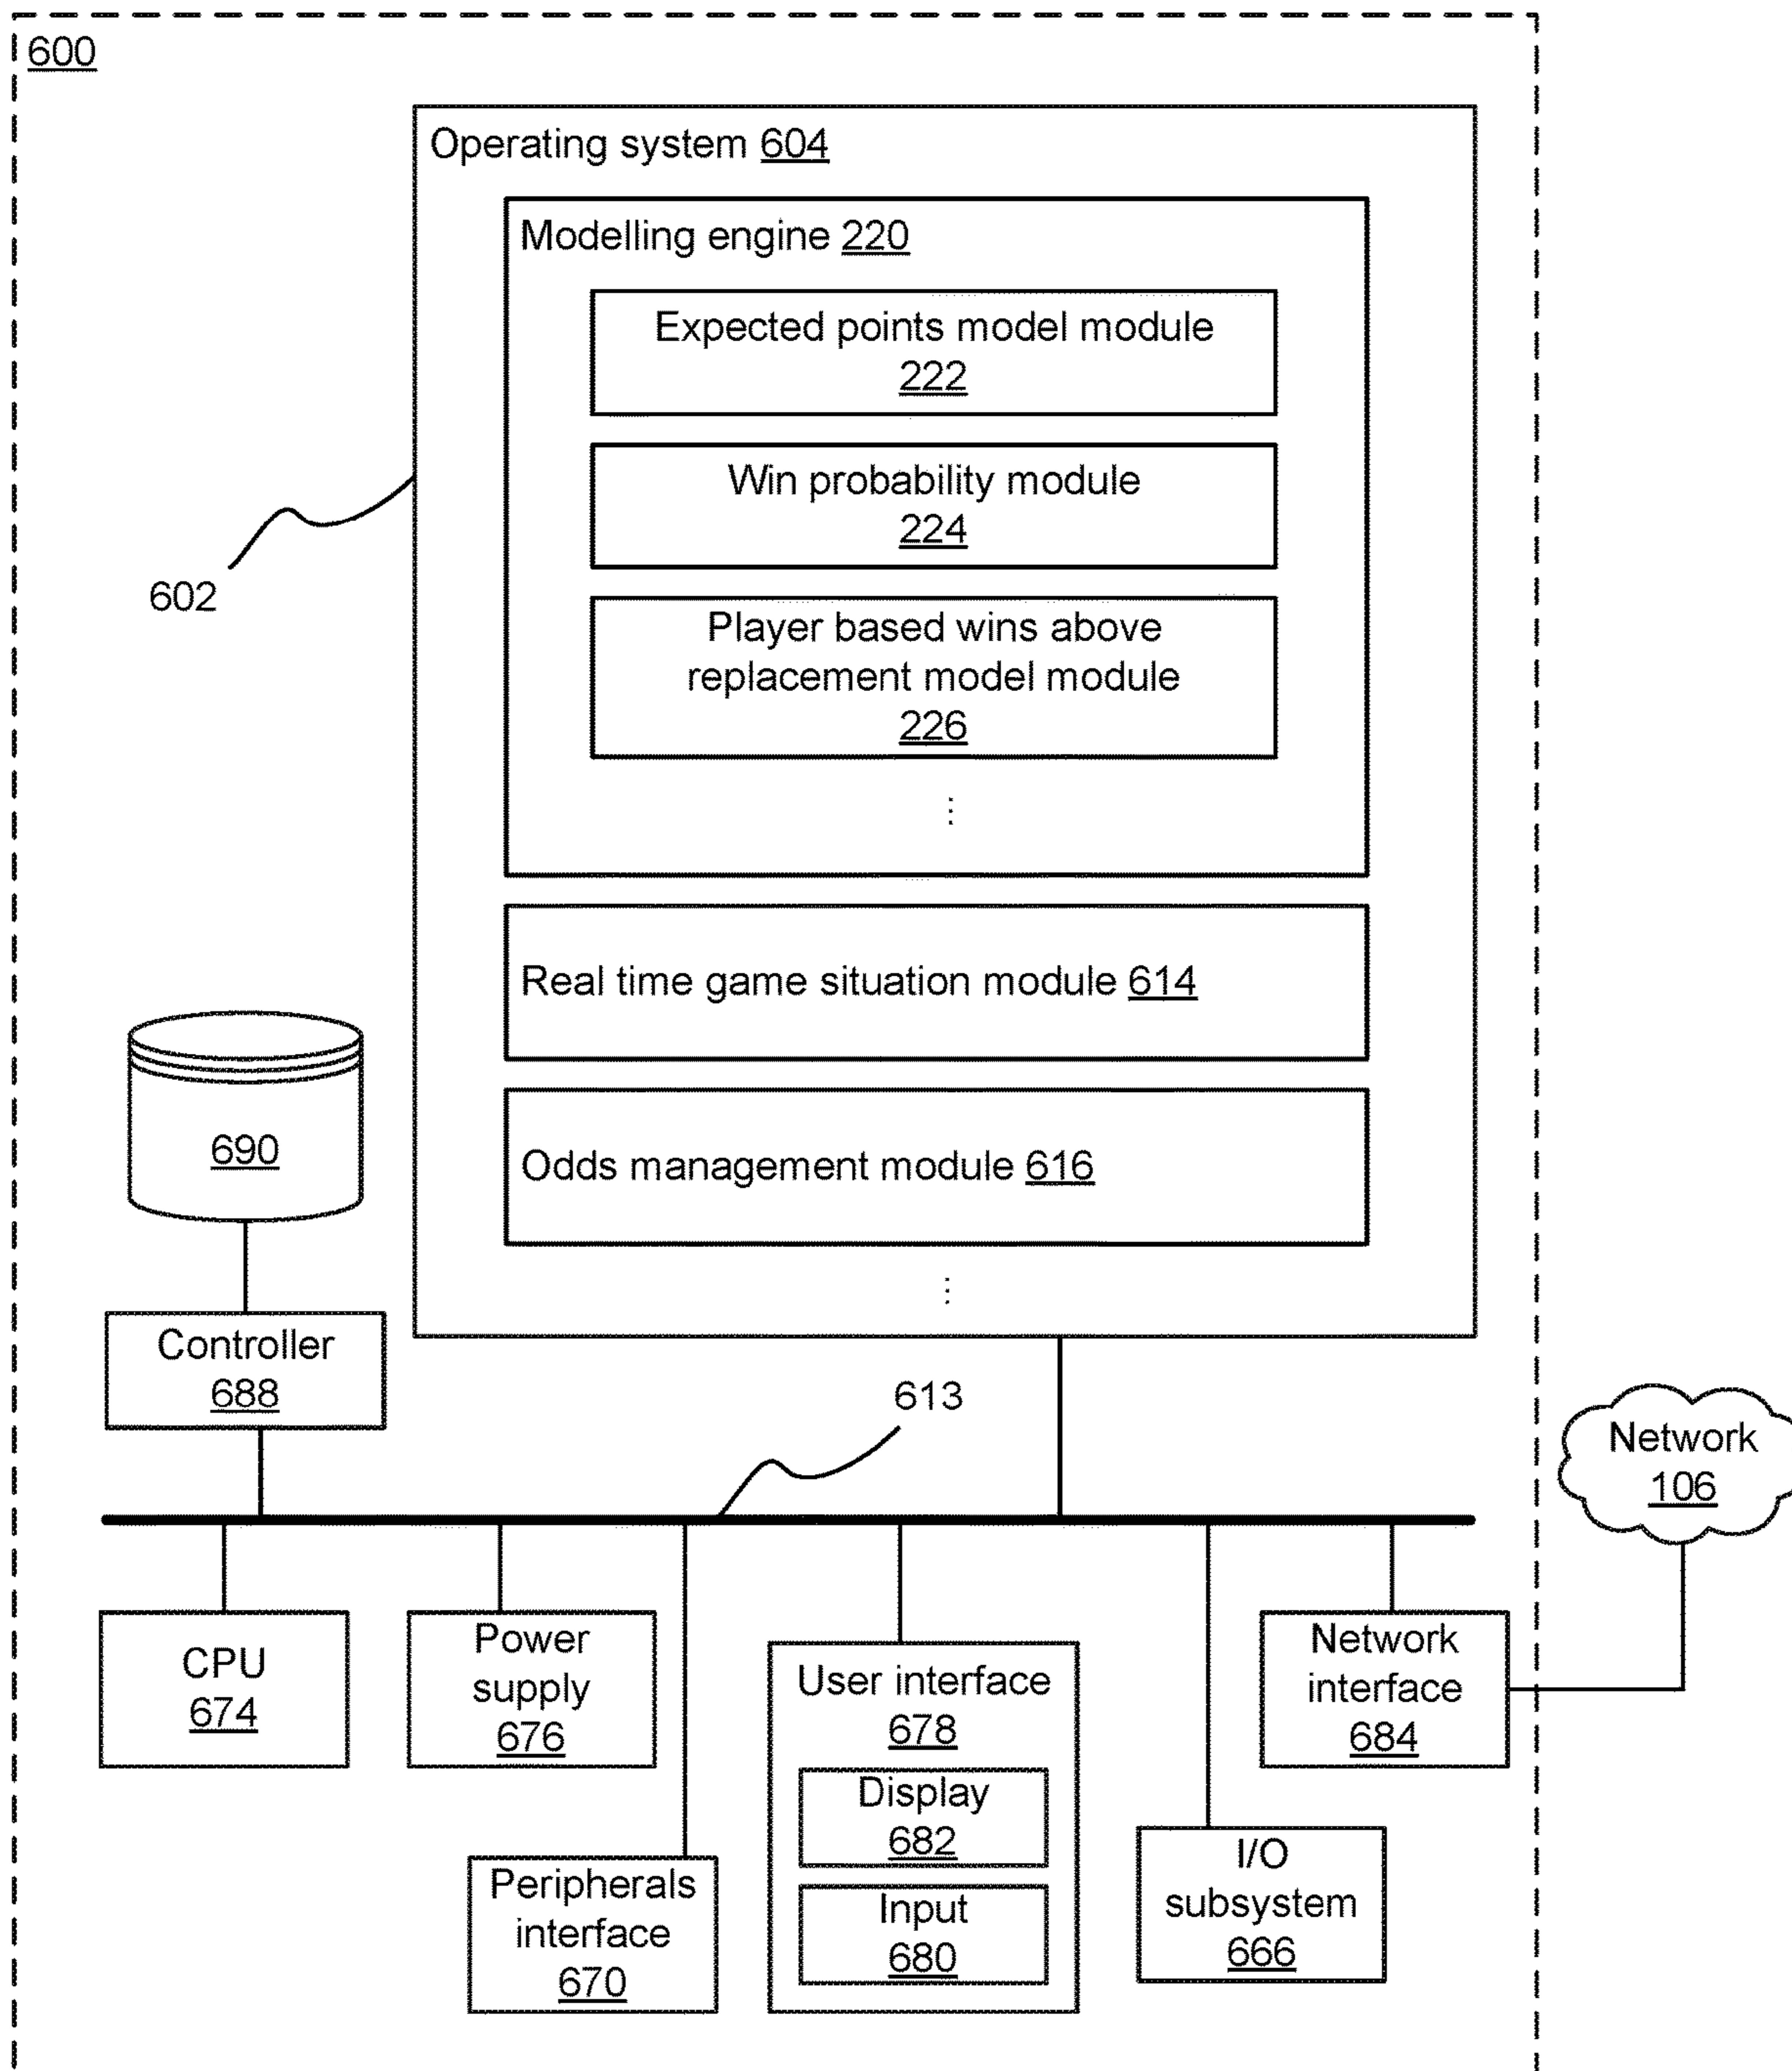 600
Operating system 604
Modelling engine 220
Expected points model module
222
Win probability module
224
Player based wins above
replacement model module
226
⋮
602
Real time game situation module 614
Odds management module 616
⋮
690
Controller
688
613
Network
106
CPU
674
Power
supply
676
Peripherals
interface
670
User interface
678
Display
682
Input
680
I/O
subsystem
666
Network
interface
684